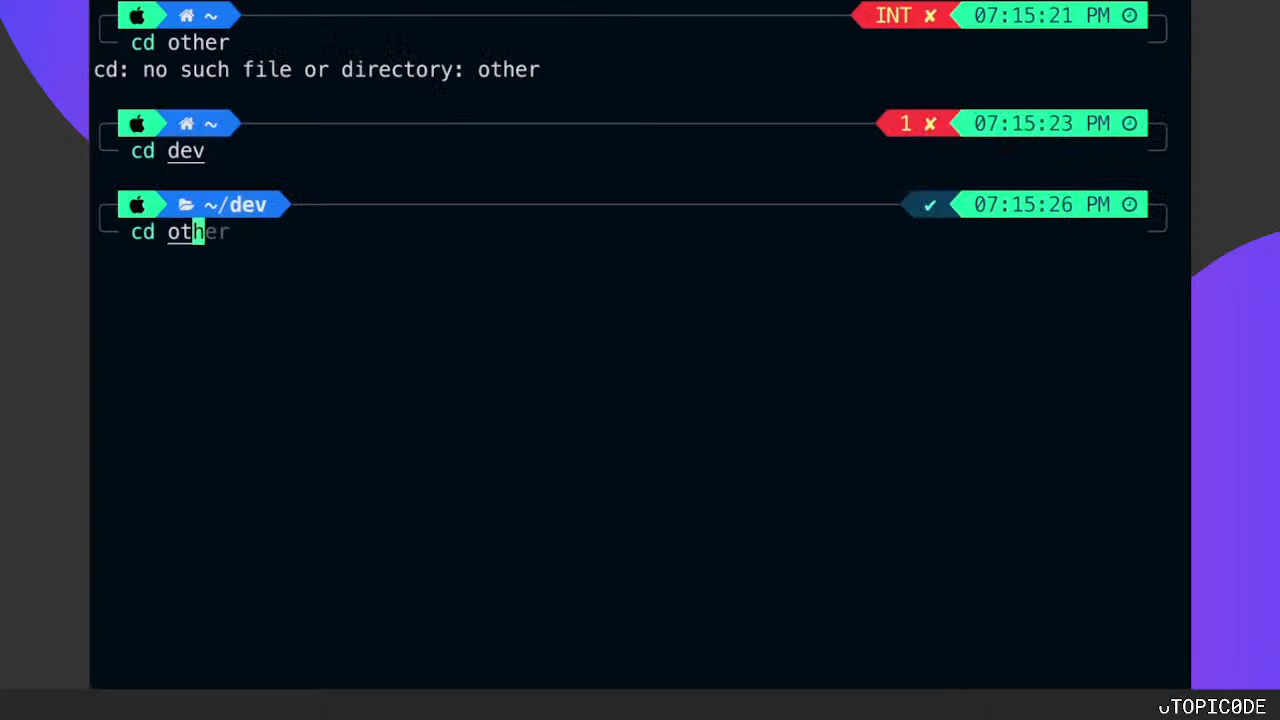 ~ INT ✘ 07:15:21 PM
cd other
cd: no such file or directory: other
~ 1 ✘ 07:15:23 PM
cd dev
~/dev ✔ 07:15:26 PM
cd other
uTOPIC0DE